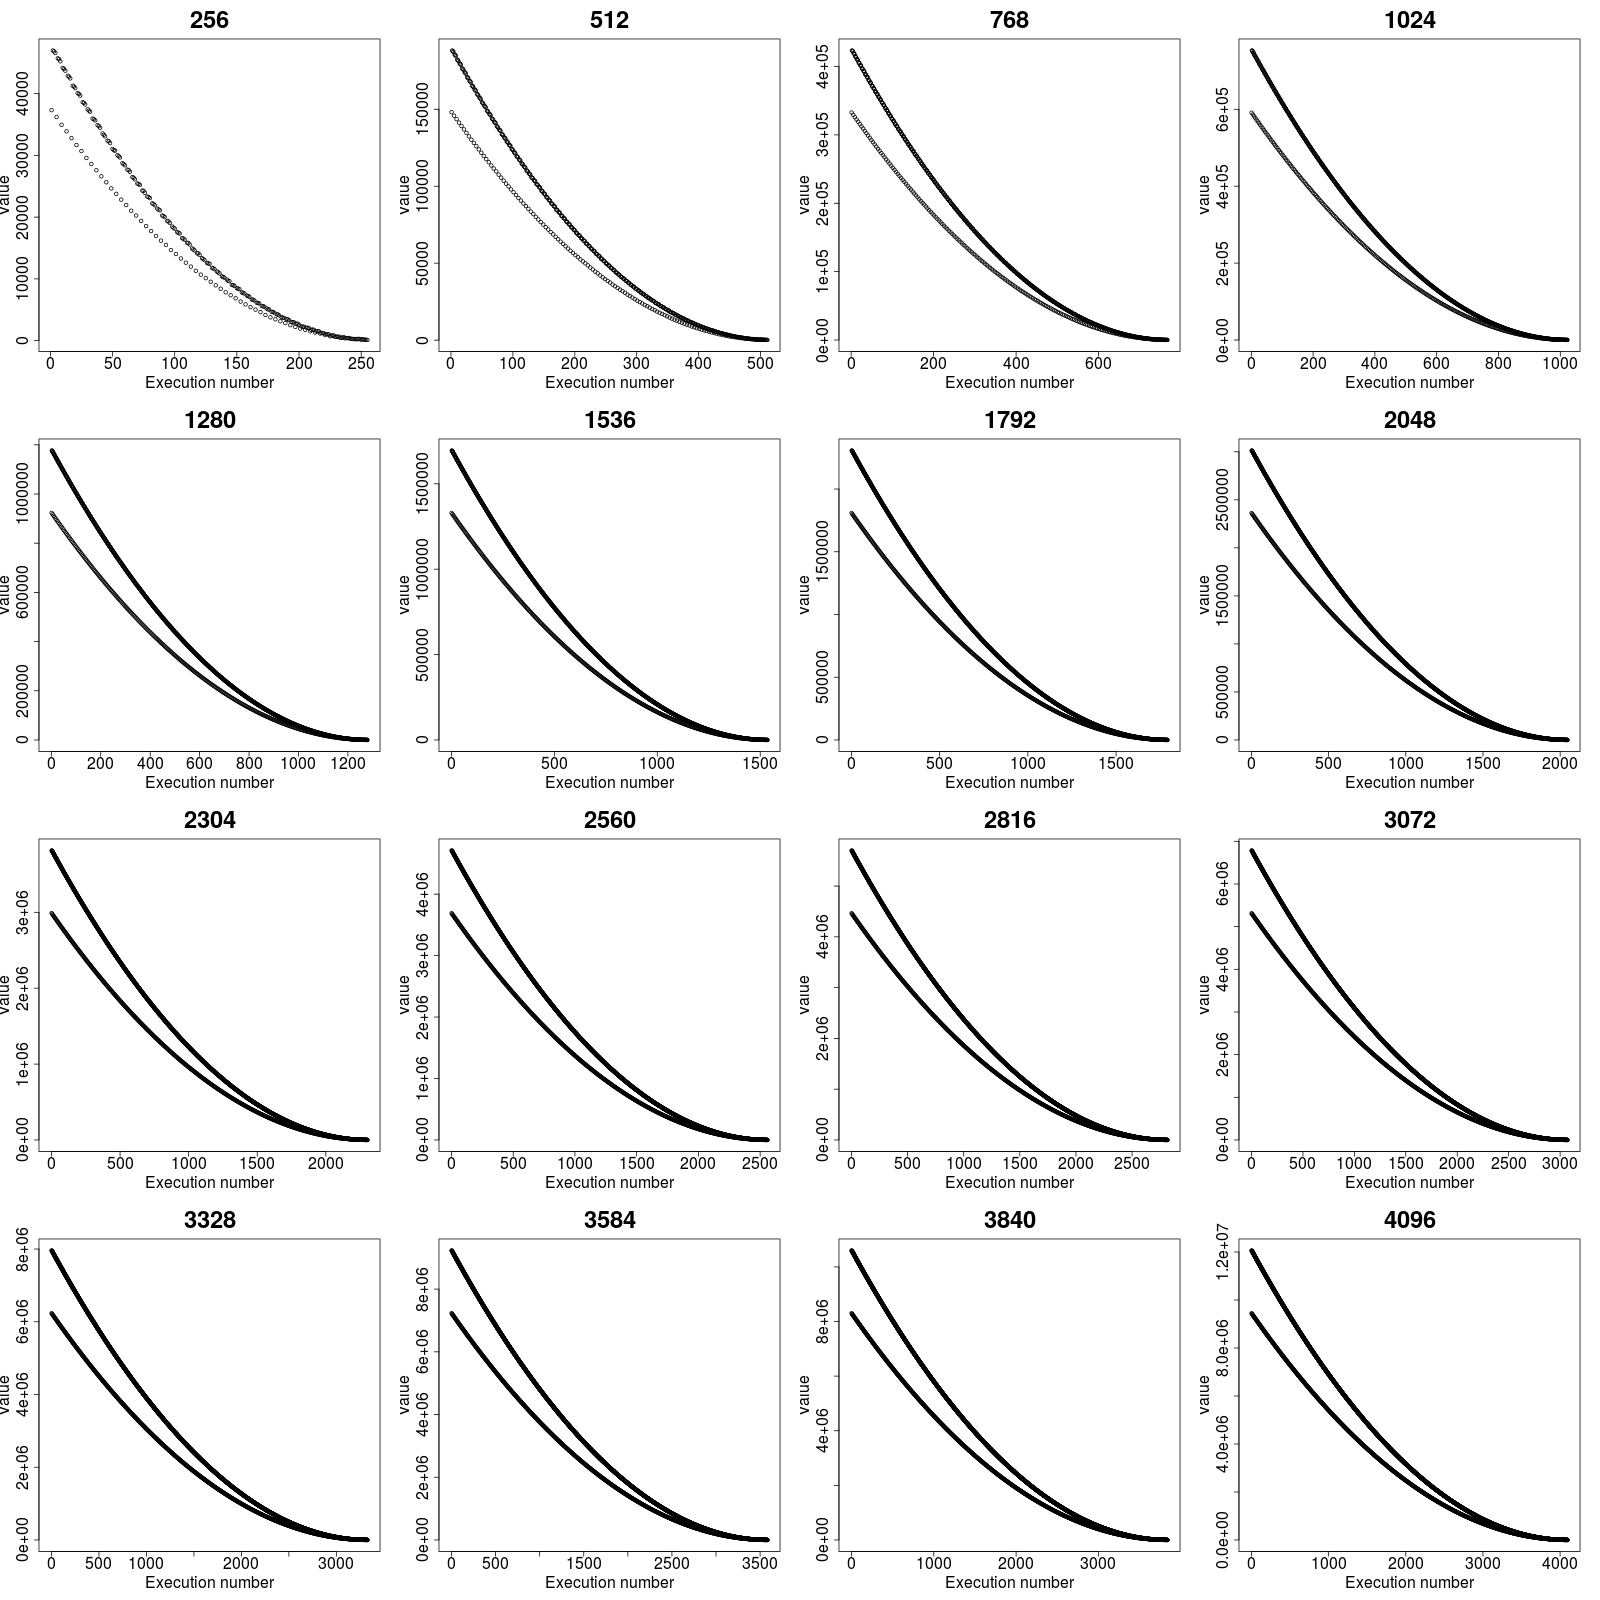 256 512 768 1024
value
40000
30000
20000
10000
0
0 50 100 150 200 250
Execution number
value
150000
100000
50000
0
0 100 200 300 400 500
Execution number
value
4e+05
3e+05
2e+05
1e+05
0e+00
0 200 400 600
Execution number
value
6e+05
4e+05
2e+05
0e+00
0 200 400 600 800 1000
Execution number
1280 1536 1792 2048
value
1000000
600000
200000
0
0 200 400 600 800 1000 1200
Execution number
value
1500000
1000000
500000
0
0 500 1000 1500
Execution number
value
1500000
500000
0
0 500 1000 1500
Execution number
value
2500000
1500000
500000
0
0 500 1000 1500 2000
Execution number
2304 2560 2816 3072
value
3e+06
2e+06
1e+06
0e+00
0 500 1000 1500 2000
Execution number
value
4e+06
3e+06
2e+06
1e+06
0e+00
0 500 1000 1500 2000 2500
Execution number
value
4e+06
2e+06
0e+00
0 500 1000 1500 2000 2500
Execution number
value
6e+06
4e+06
2e+06
0e+00
0 500 1000 1500 2000 2500 3000
Execution number
3328 3584 3840 4096
value
8e+06
6e+06
4e+06
2e+06
0e+00
0 500 1000 2000 3000
Execution number
value
8e+06
6e+06
4e+06
2e+06
0e+00
0 500 1500 2500 3500
Execution number
value
8e+06
4e+06
0e+00
0 1000 2000 3000
Execution number
value
1.2e+07
8.0e+06
4.0e+06
0.0e+00
0 1000 2000 3000 4000
Execution number